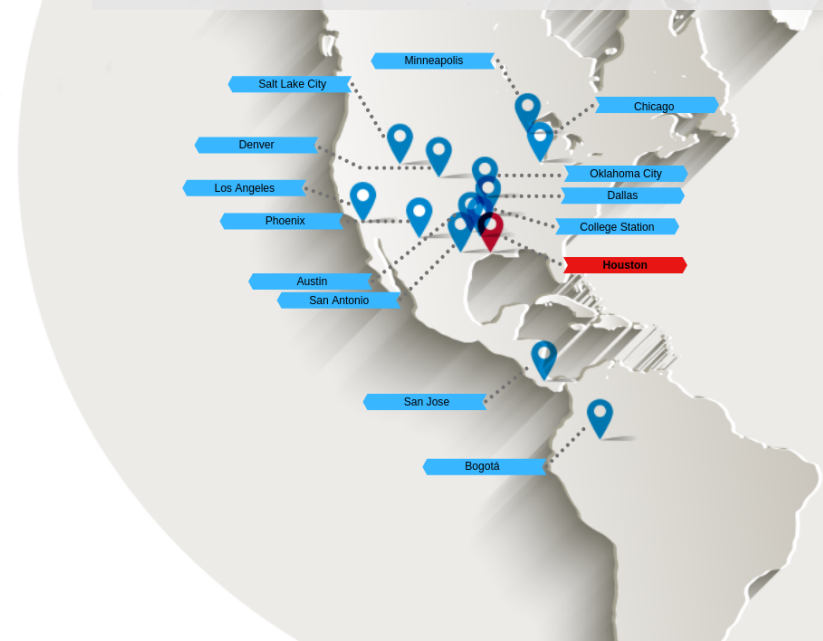 Minneapolis
Salt Lake City
Chicago
Denver
Oklahoma City
Los Angeles
Dallas
Phoenix
College Station
Houston
Austin
San Antonio
San Jose
Bogotá